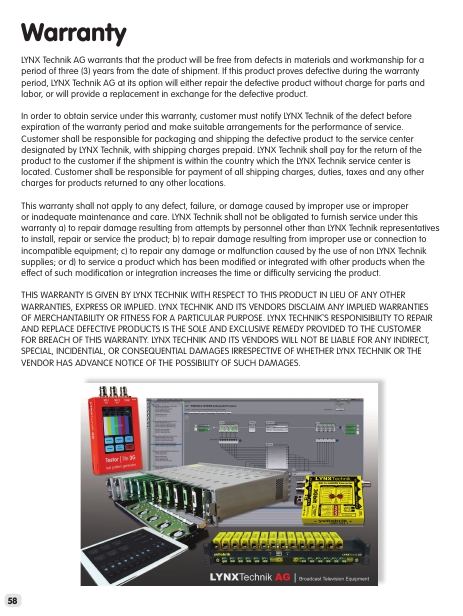 Warranty
LYNX Technik AG warrants that the product will be free from defects in materials and workmanship for a
period of three (3) years from the date of shipment. If this product proves defective during the warranty
period, LYNX Technik AG at its option will either repair the defective product without charge for parts and
labor, or will provide a replacement in exchange for the defective product.
In order to obtain service under this warranty, customer must notify LYNX Technik of the defect before
expiration of the warranty period and make suitable arrangements for the performance of service.
Customer shall be responsible for packaging and shipping the defective product to the service center
designated by LYNX Technik, with shipping charges prepaid. LYNX Technik shall pay for the return of the
product to the customer if the shipment is within the country which the LYNX Technik service center is
located. Customer shall be responsible for payment of all shipping charges, duties, taxes and any other
charges for products returned to any other locations.
This warranty shall not apply to any defect, failure, or damage caused by improper use or improper
or inadequate maintenance and care. LYNX Technik shall not be obligated to furnish service under this
warranty a) to repair damage resulting from attempts by personnel other than LYNX Technik representatives
to install, repair or service the product; b) to repair damage resulting from improper use or connection to
incompatible equipment; c) to repair any damage or malfunction caused by the use of non LYNX Technik
supplies; or d) to service a product which has been modified or integrated with other products when the
effect of such modification or integration increases the time or difficulty servicing the product.
THIS WARRANTY IS GIVEN BY LYNX TECHNIK WITH RESPECT TO THIS PRODUCT IN LIEU OF ANY OTHER
WARRANTIES, EXPRESS OR IMPLIED. LYNX TECHNIK AND ITS VENDORS DISCLAIM ANY IMPLIED WARRANTIES
OF MERCHANTABILITY OR FITNESS FOR A PARTICULAR PURPOSE. LYNX TECHNIK'S RESPONISIBILITY TO REPAIR
AND REPLACE DEFECTIVE PRODUCTS IS THE SOLE AND EXCLUSIVE REMEDY PROVIDED TO THE CUSTOMER
FOR BREACH OF THIS WARRANTY. LYNX TECHNIK AND ITS VENDORS WILL NOT BE LIABLE FOR ANY INDIRECT,
SPECIAL, INCIDENTIAL, OR CONSEQUENTIAL DAMAGES IRRESPECTIVE OF WHETHER LYNX TECHNIK OR THE
VENDOR HAS ADVANCE NOTICE OF THE POSSIBILITY OF SUCH DAMAGES.
Testor | lite 3G
LYNXTechnik
yellobrik
LYNXTechnik AG | Broadcast Television Equipment
58